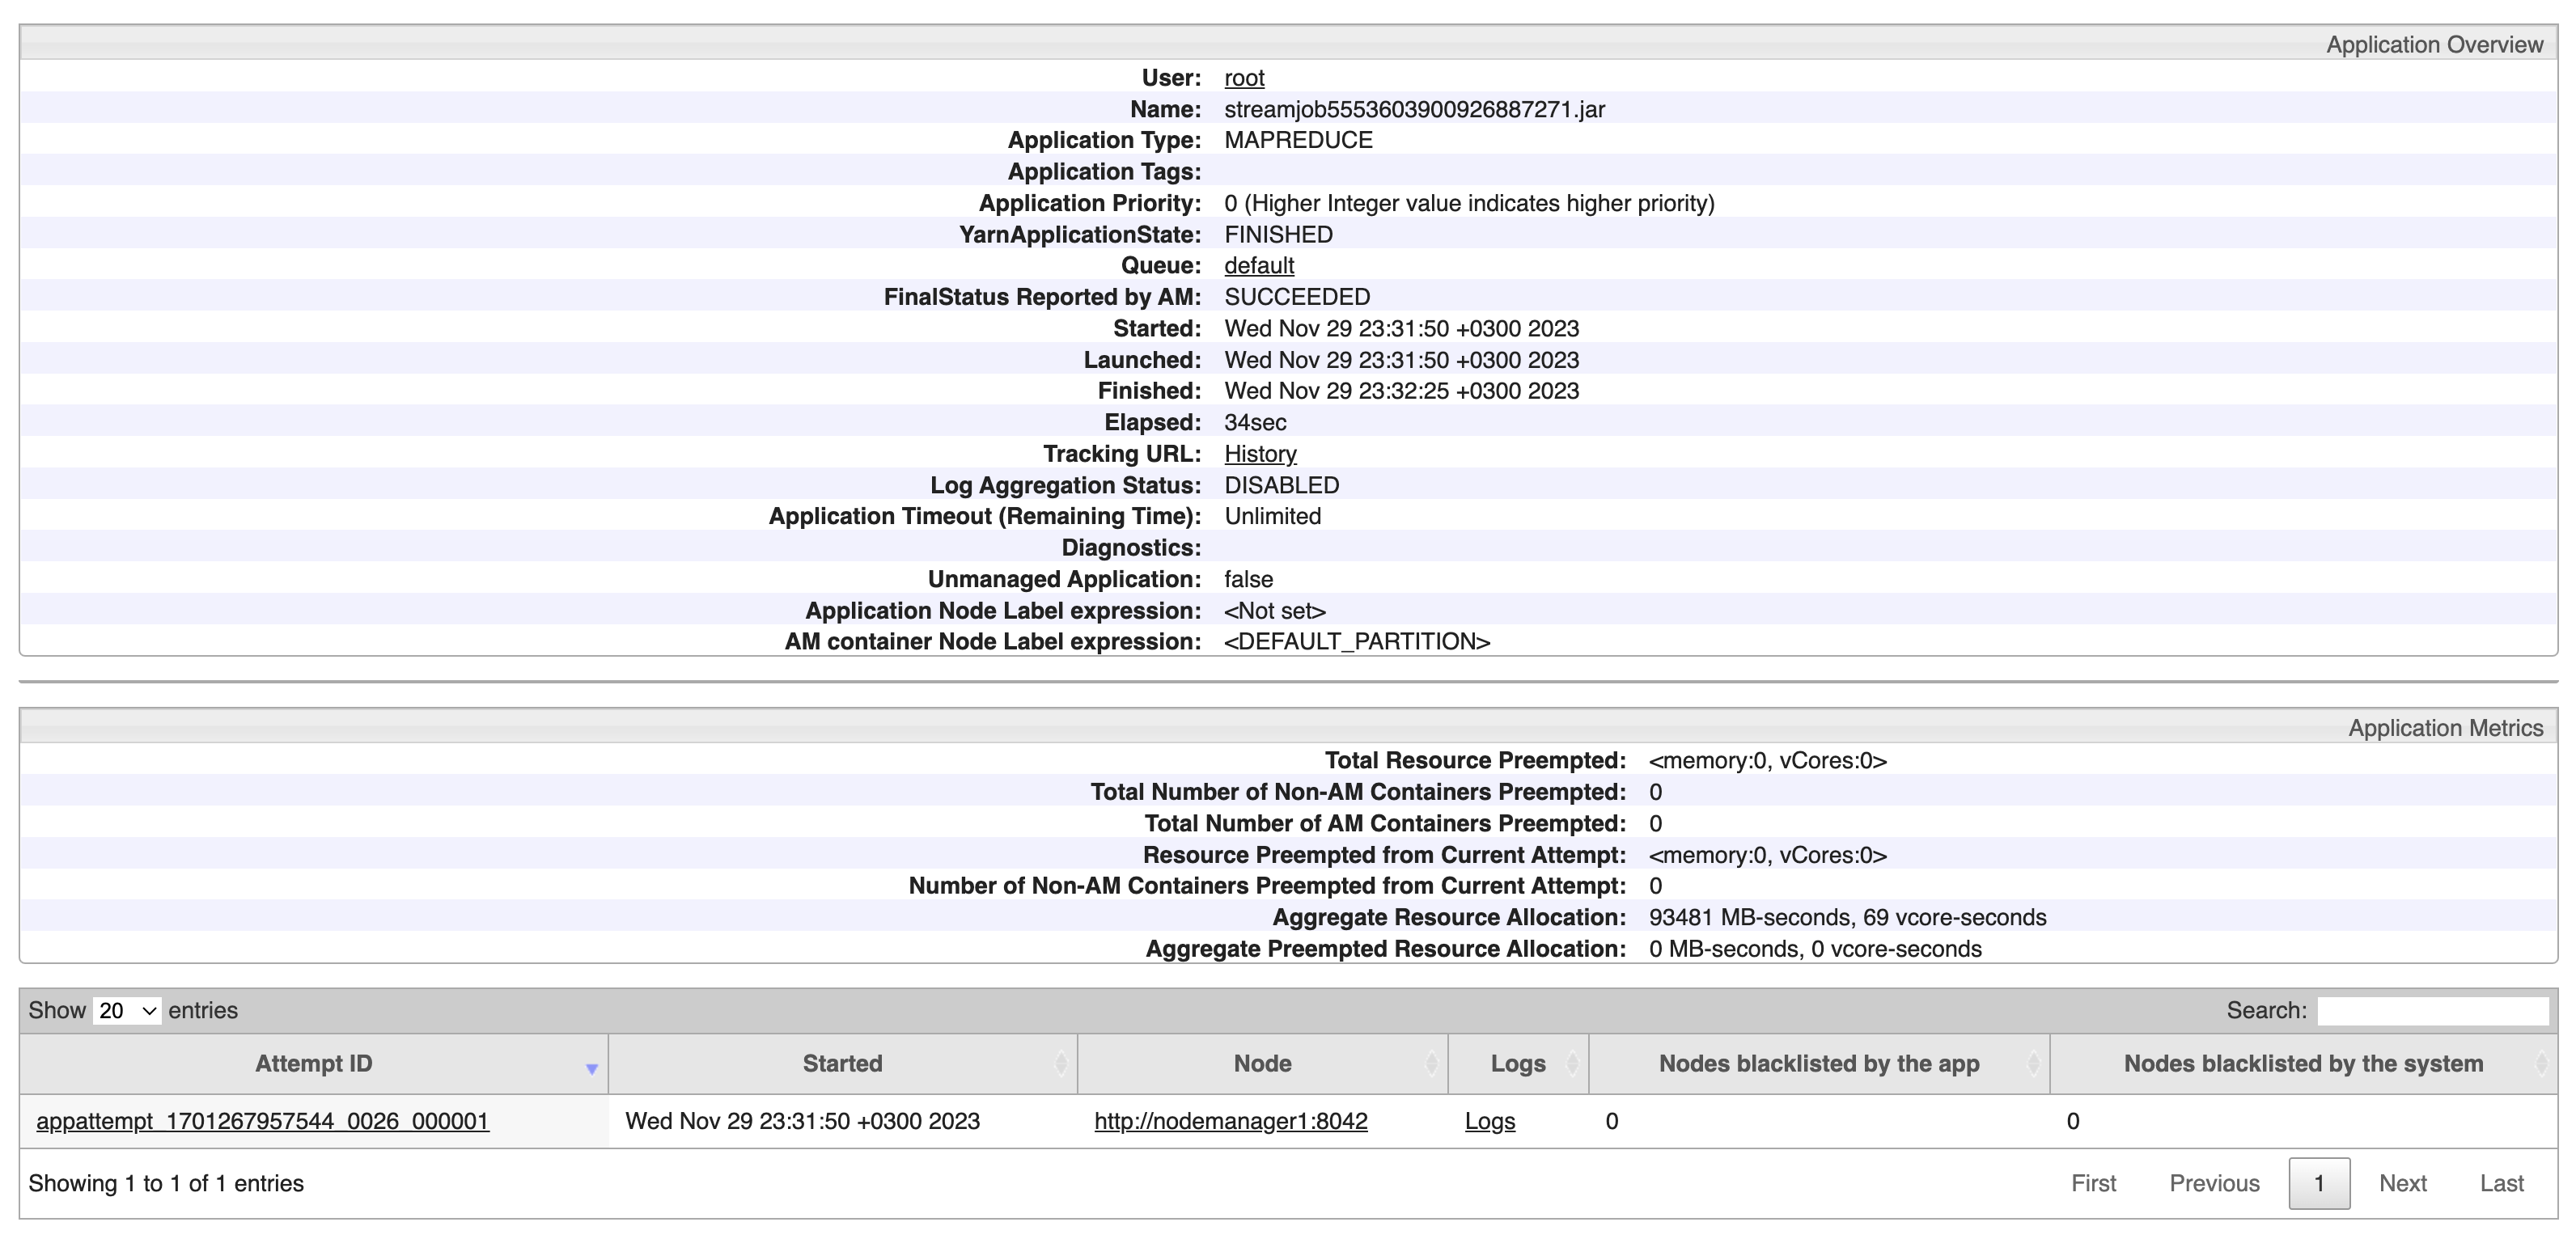 Application Overview
User: root
Name: streamjob5553603900926887271.jar
Application Type: MAPREDUCE
Application Tags:
Application Priority: 0 (Higher Integer value indicates higher priority)
YarnApplicationState: FINISHED
Queue: default
FinalStatus Reported by AM: SUCCEEDED
Started: Wed Nov 29 23:31:50 +0300 2023
Launched: Wed Nov 29 23:31:50 +0300 2023
Finished: Wed Nov 29 23:32:25 +0300 2023
Elapsed: 34sec
Tracking URL: History
Log Aggregation Status: DISABLED
Application Timeout (Remaining Time): Unlimited
Diagnostics:
Unmanaged Application: false
Application Node Label expression: <Not set>
AM container Node Label expression: <DEFAULT_PARTITION>
Application Metrics
Total Resource Preempted: <memory:0, vCores:0>
Total Number of Non-AM Containers Preempted: 0
Total Number of AM Containers Preempted: 0
Resource Preempted from Current Attempt: <memory:0, vCores:0>
Number of Non-AM Containers Preempted from Current Attempt: 0
Aggregate Resource Allocation: 93481 MB-seconds, 69 vcore-seconds
Aggregate Preempted Resource Allocation: 0 MB-seconds, 0 vcore-seconds
Show 20 entries Search:
Attempt ID Started Node Logs Nodes blacklisted by the app Nodes blacklisted by the system
appattempt_1701267957544_0026_000001 Wed Nov 29 23:31:50 +0300 2023 http://nodemanager1:8042 Logs 0 0
Showing 1 to 1 of 1 entries First Previous 1 Next Last